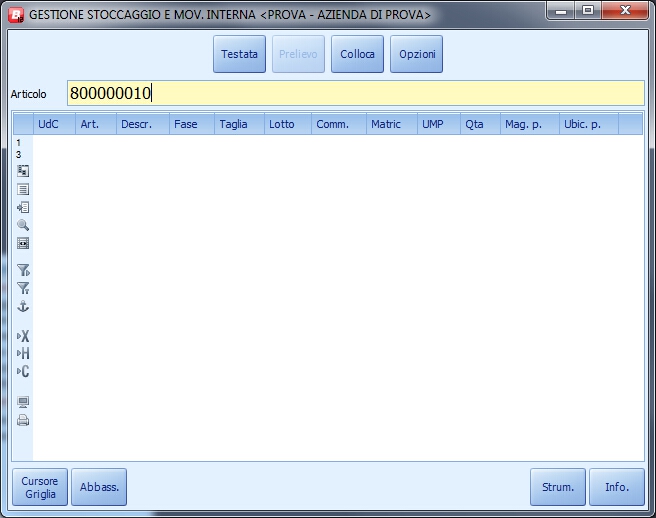 GESTIONE STOCCAGGIO E MOV. INTERNA <PROVA - AZIENDA DI PROVA>
Testata Prelievo Colloca Opzioni
Articolo 800000010
UdC Art. Descr. Fase Taglia Lotto Comm. Matric UMP Qta Mag. p. Ubic. p.
1
3
X
H
C
Cursore Griglia Abbass. Strum. Info.